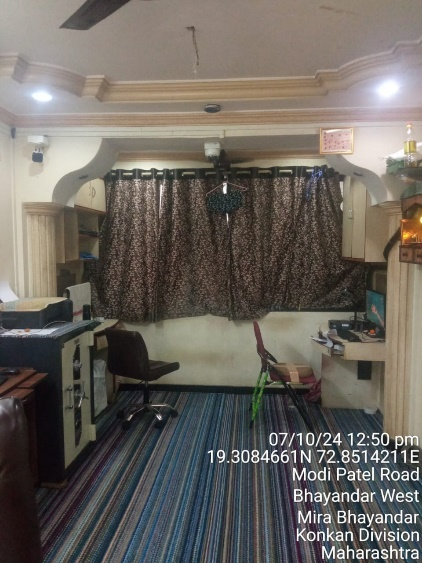 07/10/24 12:50 pm
19.3084661N 72.8514211E
Modi Patel Road
Bhayandar West
Mira Bhayandar
Konkan Division
Maharashtra